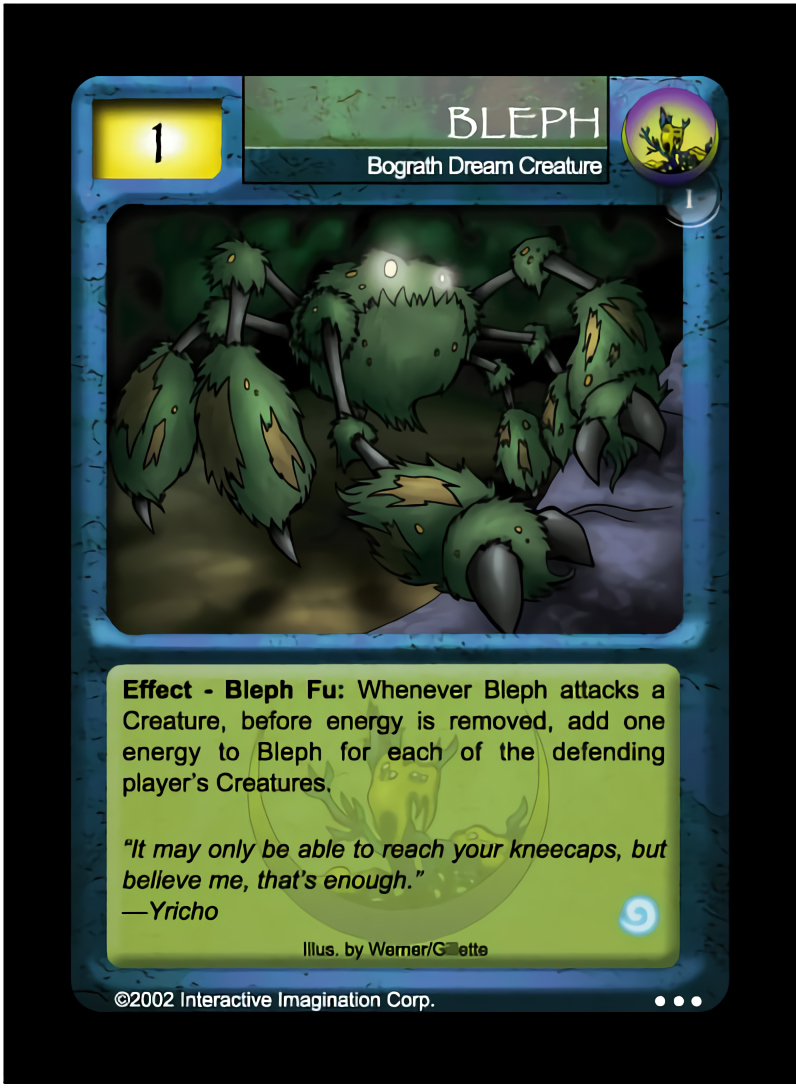 1
BLEPH
Bograth Dream Creature
1
Effect - Bleph Fu: Whenever Bleph attacks a
Creature, before energy is removed, add one
energy to Bleph for each of the defending
player's Creatures.
“It may only be able to reach your kneecaps, but
believe me, that's enough.”
—Yricho
Illus. by
©2002 Interactive Imagination Corp.